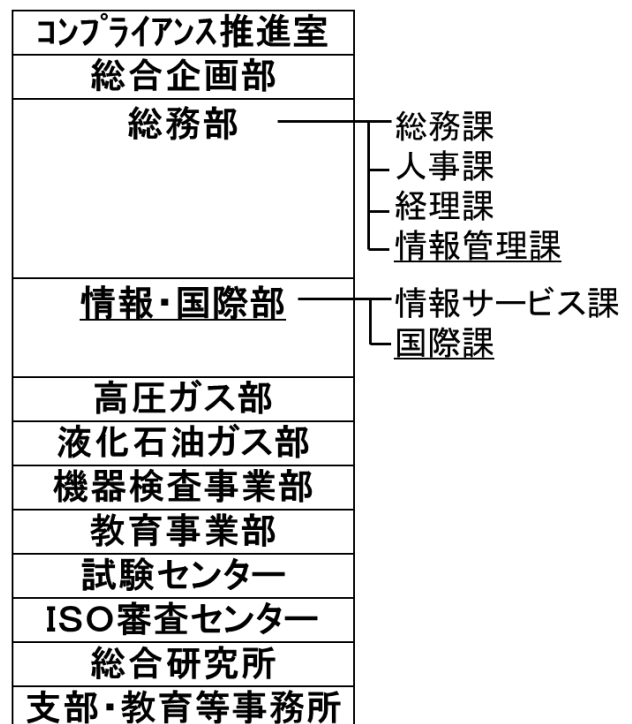 コンプライアンス推進室
総合企画部
総務部
総務課
人事課
経理課
情報管理課
情報・国際部
情報サービス課
国際課
高圧ガス部
液化石油ガス部
機器検査事業部
教育事業部
試験センター
ISO審査センター
総合研究所
支部・教育等事務所